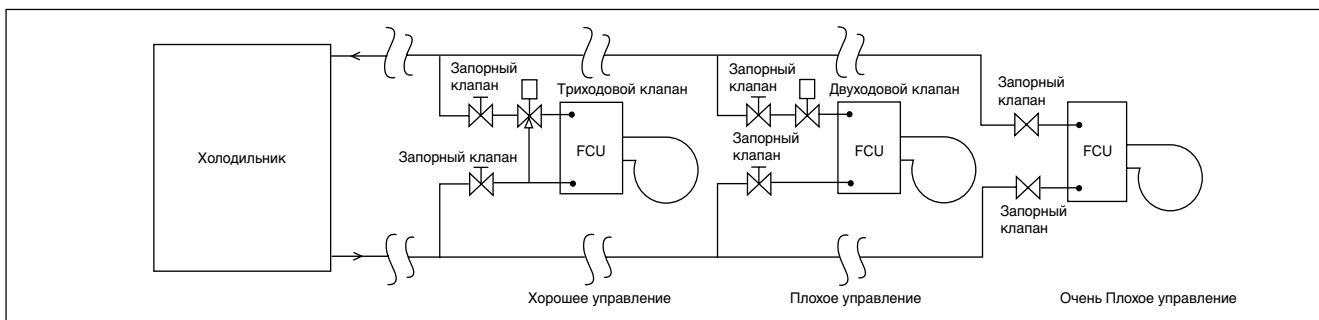 Холодильник
Запорный
клапан
Триходовой клапан
Запорный клапан
FCU
Запорный
клапан
Двуходовой клапан
Запорный
клапан
FCU
Запорный
клапан
FCU
Запорный
клапан
Хорошее управление
Плохое управление
Очень Плохое управление